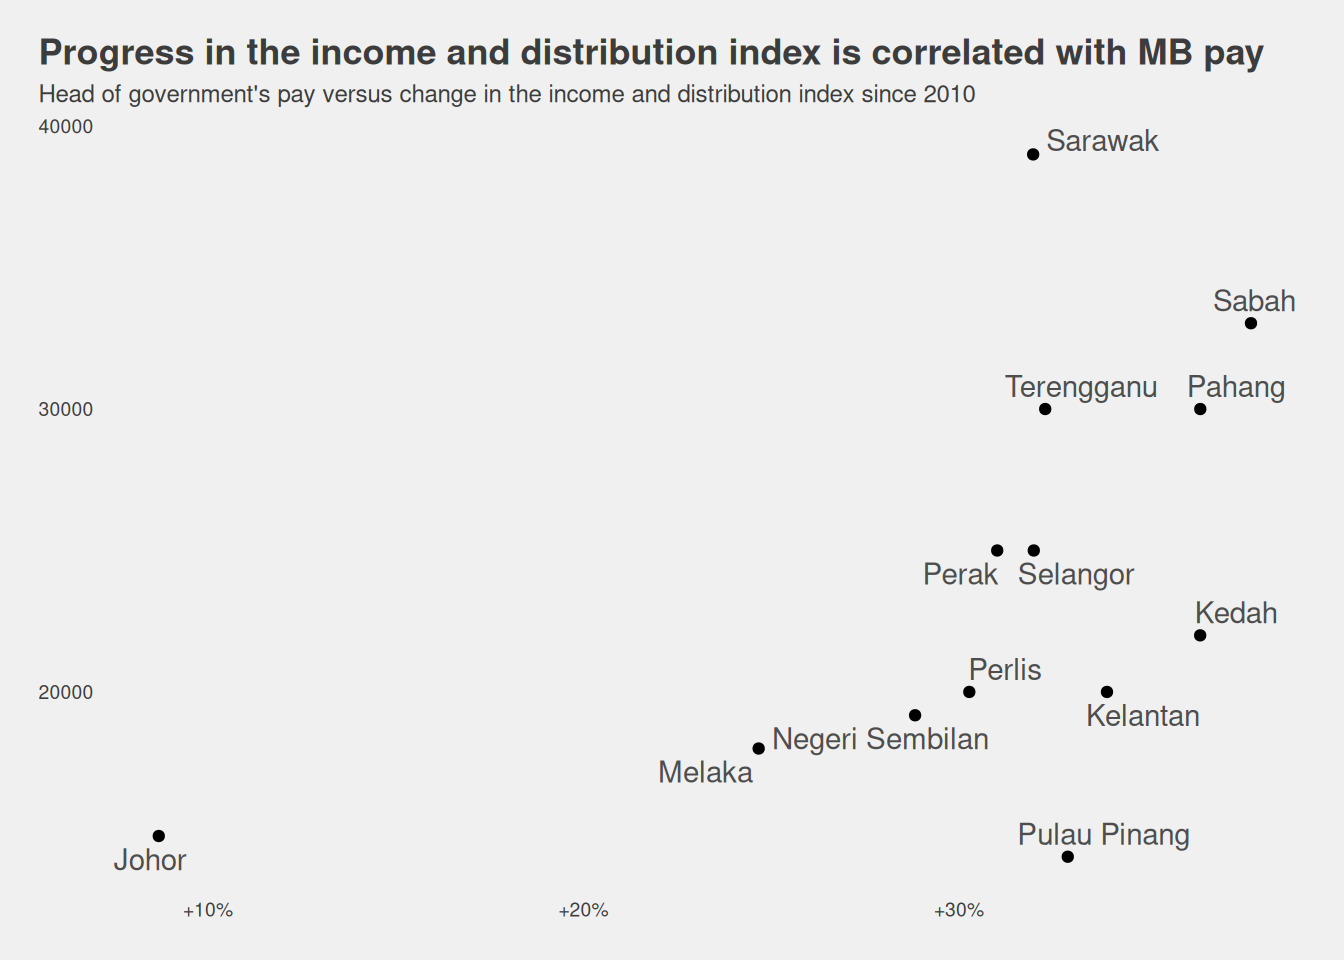 Progress in the income and distribution index is correlated with MB pay
Head of government's pay versus change in the income and distribution index since 2010
40000
Sarawak
Sabah
Terengganu
Pahang
30000
Perak
Selangor
Kedah
Perlis
20000
Kelantan
Negeri Sembilan
Melaka
Pulau Pinang
Johor
+10%
+20%
+30%